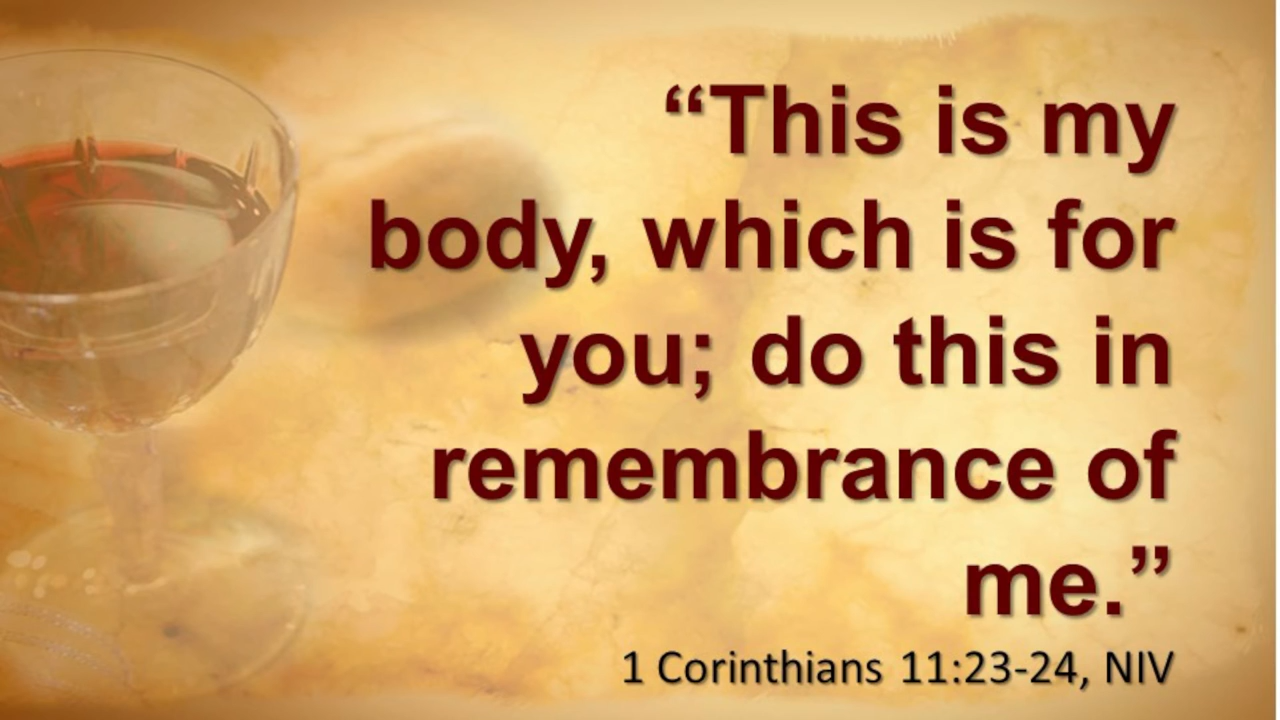 “This is my
body, which is for
you; do this in
remembrance of
me.”
1 Corinthians 11:23-24, NIV